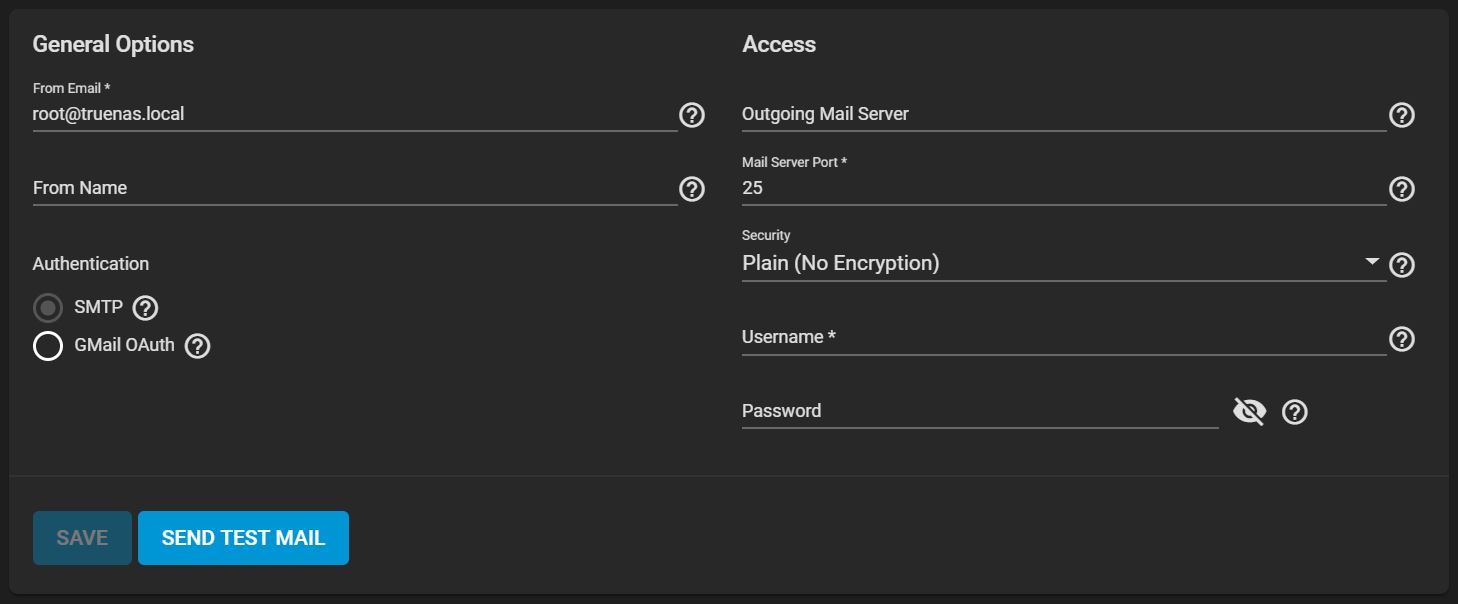 General Options
From Email *
root@truenas.local
From Name
Authentication
SMTP
GMail OAuth
Access
Outgoing Mail Server
Mail Server Port *
25
Security
Plain (No Encryption)
Username *
Password
SAVE
SEND TEST MAIL